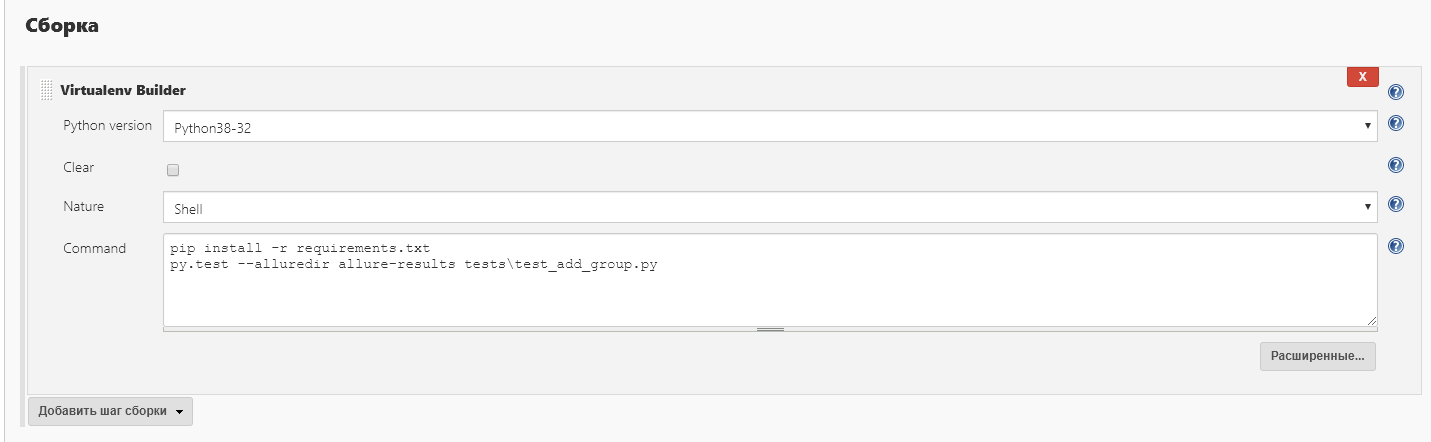 Сборка
Virtualenv Builder
X
Python version
Python38-32
Clear
Nature
Shell
Command
pip install -r requirements.txt
py.test --alluredir allure-results tests\test_add_group.py
Расширенные...
Добавить шаг сборки